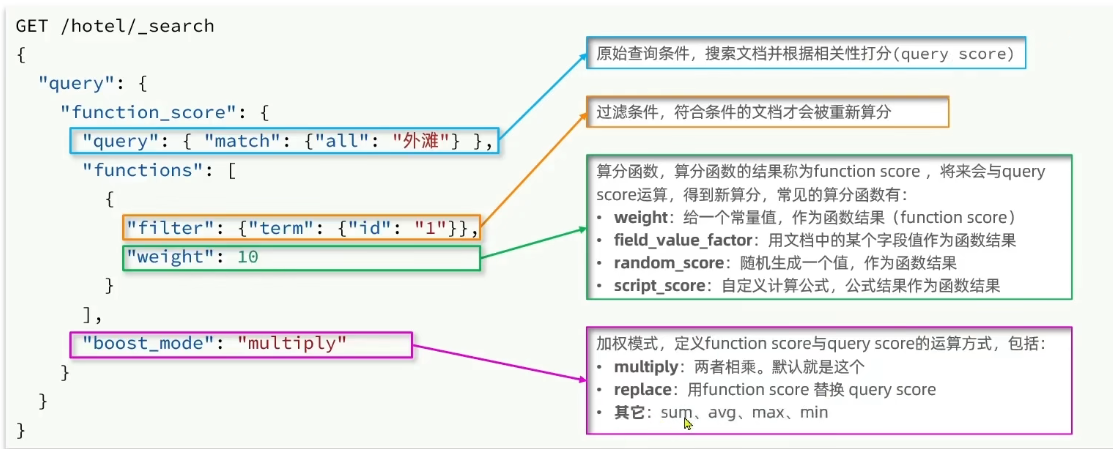 GET /hotel/_search
{
"query": {
"function_score": {
"query": { "match": {"all": "外滩"} },
"functions": [
{
"filter": {"term": {"id": "1"}},
"weight": 10
}
],
"boost_mode": "multiply"
}
}
}
原始查询条件，搜索文档并根据相关性打分(query score)
过滤条件，符合条件的文档才会被重新算分
算分函数，算分函数的结果称为function score ，将来会与query
score运算，得到新算分，常见的算分函数有：
• weight：给一个常量值，作为函数结果（function score）
• field_value_factor：用文档中的某个字段值作为函数结果
• random_score：随机生成一个值，作为函数结果
• script_score：自定义计算公式，公式结果作为函数结果
加权模式，定义function score与query score的运算方式，包括：
• multiply：两者相乘。默认就是这个
• replace：用function score 替换 query score
• 其它：sum、avg、max、min